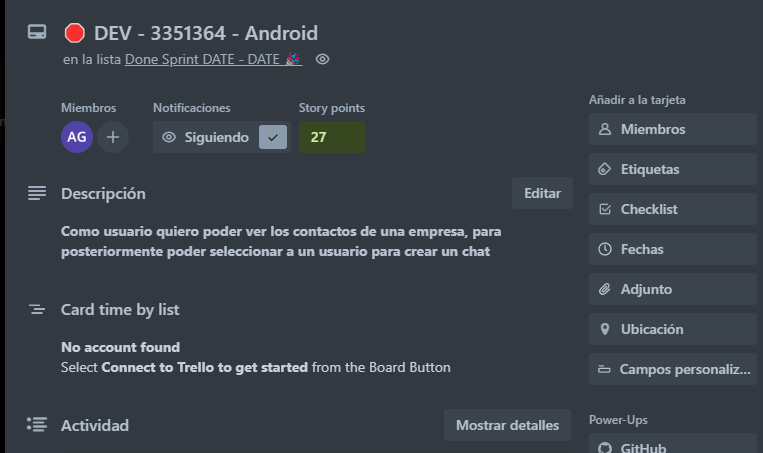 DEV - 3351364 - Android
en la lista Done Sprint DATE - DATE 🎉
Miembros
Notificaciones
Story points
AG
Siguiendo
27
Descripción
Editar
Como usuario quiero poder ver los contactos de una empresa, para
posteriormente poder seleccionar a un usuario para crear un chat
Card time by list
No account found
Select Connect to Trello to get started from the Board Button
Actividad
Mostrar detalles
Añadir a la tarjeta
Miembros
Etiquetas
Checklist
Fechas
Adjunto
Ubicación
Campos personaliz...
Power-Ups
GitHub